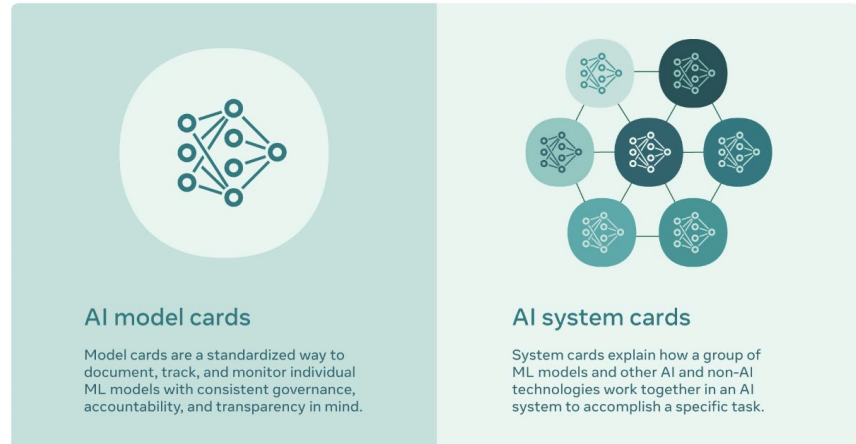 AI model cards
Model cards are a standardized way to
document, track, and monitor individual
ML models with consistent governance,
accountability, and transparency in mind.
AI system cards
System cards explain how a group of
ML models and other AI and non-AI
technologies work together in an AI
system to accomplish a specific task.